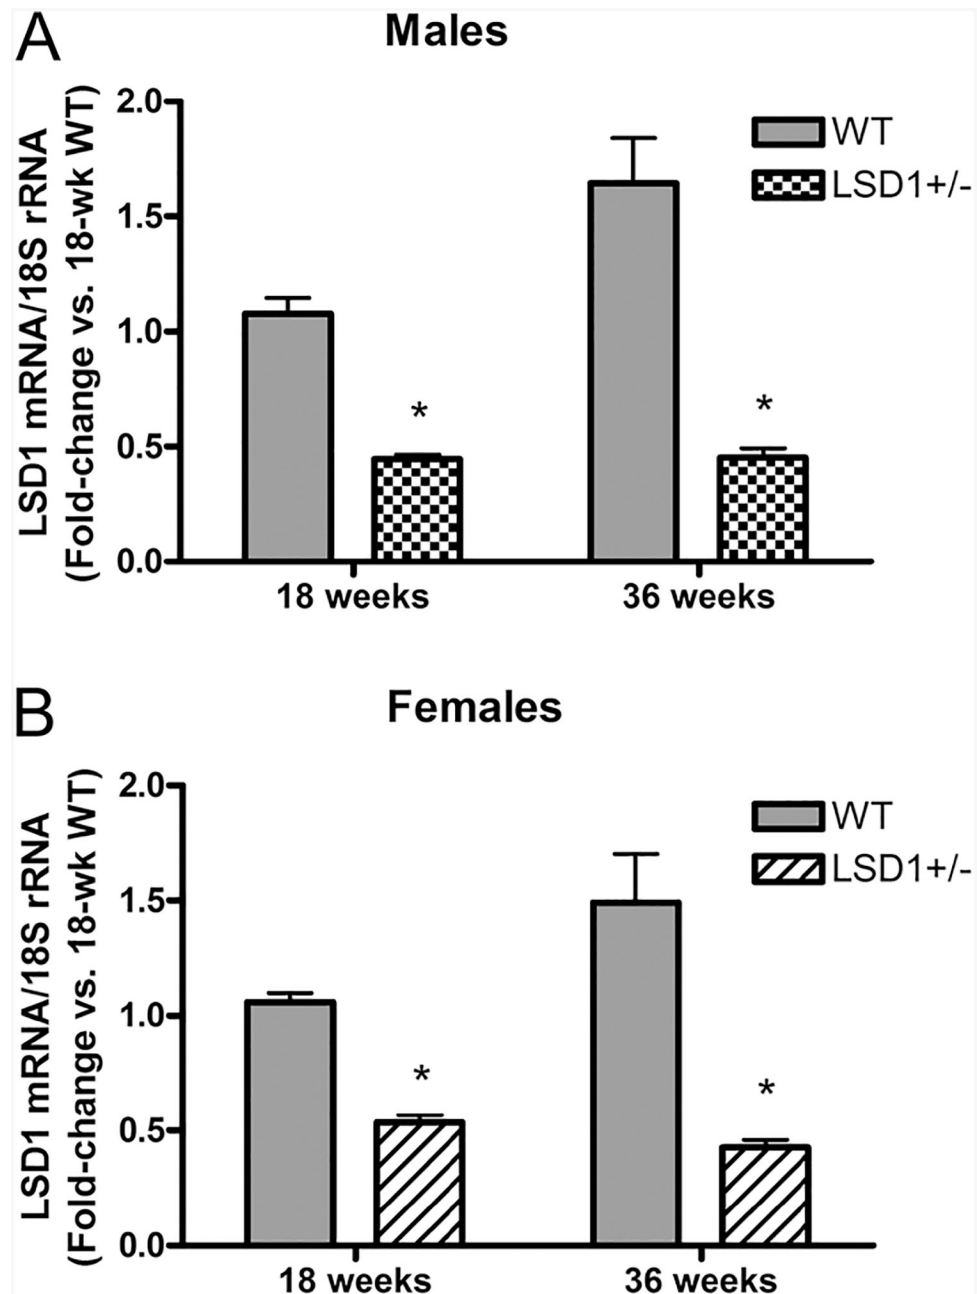 A
Males
LSD1 mRNA/18S rRNA
(Fold-change vs. 18-wk WT)
2.0
1.5
1.0
0.5
0.0
WT
LSD1+/-
*
*
18 weeks
36 weeks
B
Females
LSD1 mRNA/18S rRNA
(Fold-change vs. 18-wk WT)
2.0
1.5
1.0
0.5
0.0
WT
LSD1+/-
*
*
18 weeks
36 weeks